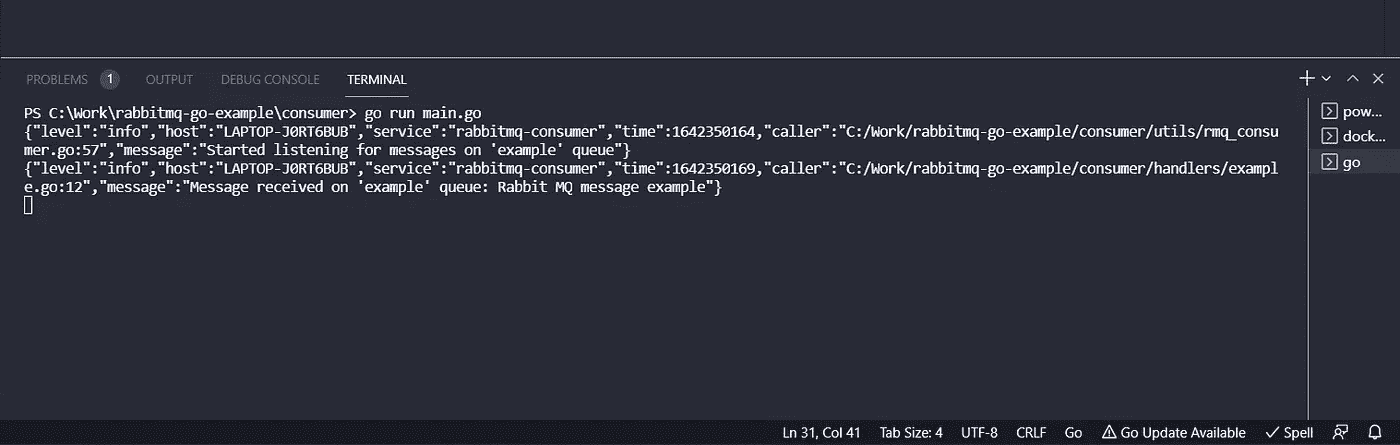 PROBLEMS 1 OUTPUT DEBUG CONSOLE TERMINAL
PS C:\Work\rabbitmq-go-example\consumer> go run main.go
{"level":"info","host":"LAPTOP-J0RT6BUB","service":"rabbitmq-consumer","time":1642350164,"caller":"C:/Work/rabbitmq-go-example/consumer/utils/rmq_consu
mer.go:57","message":"Started listening for messages on 'example' queue"}
{"level":"info","host":"LAPTOP-J0RT6BUB","service":"rabbitmq-consumer","time":1642350169,"caller":"C:/Work/rabbitmq-go-example/consumer/handlers/exampl
e.go:12","message":"Message received on 'example' queue: Rabbit MQ message example"}
pow...
dock...
go
Ln 31, Col 41 Tab Size: 4 UTF-8 CRLF Go Go Update Available Spell